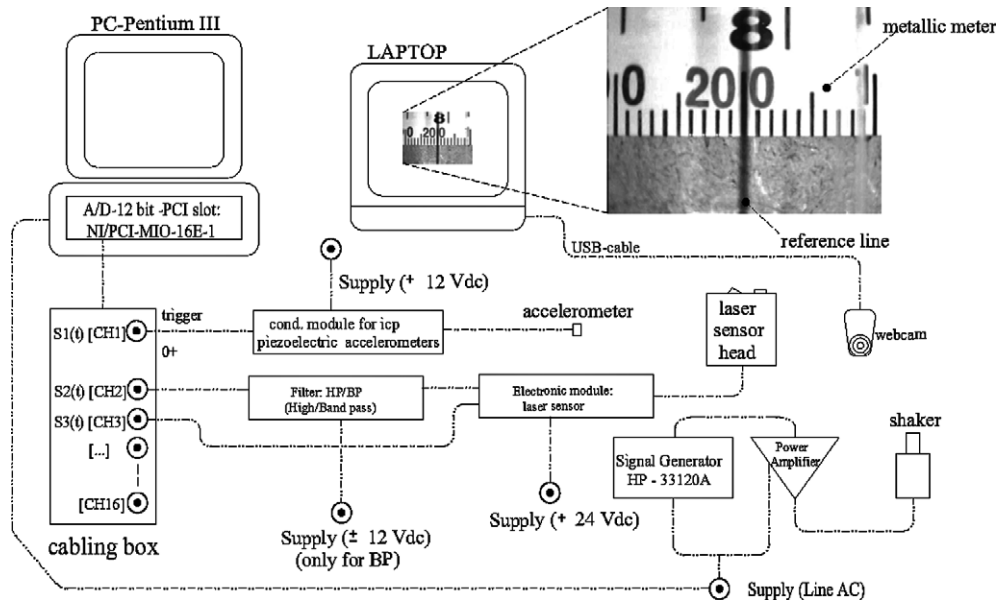 PC-Pentium III
LAPTOP
8
0 200
metallic meter
8
0 200
A/D-12 bit -PCI slot:
NI/PCI-MIO-16E-1
reference line
USB-cable
Supply (+ 12 Vdc)
S1(t) [CH1]
trigger
0+
cond. module for icp
piezoelectric accelerometers
accelerometer
laser
sensor
head
webcam
S2(t) [CH2]
Filter: HP/BP
(High/Band pass)
Electronic module:
laser sensor
S3(t) [CH3]
[...]
[CH16]
cabling box
Signal Generator
HP - 33120A
Power
Amplifier
shaker
Supply (± 12 Vdc)
(only for BP)
Supply (+ 24 Vdc)
Supply (Line AC)